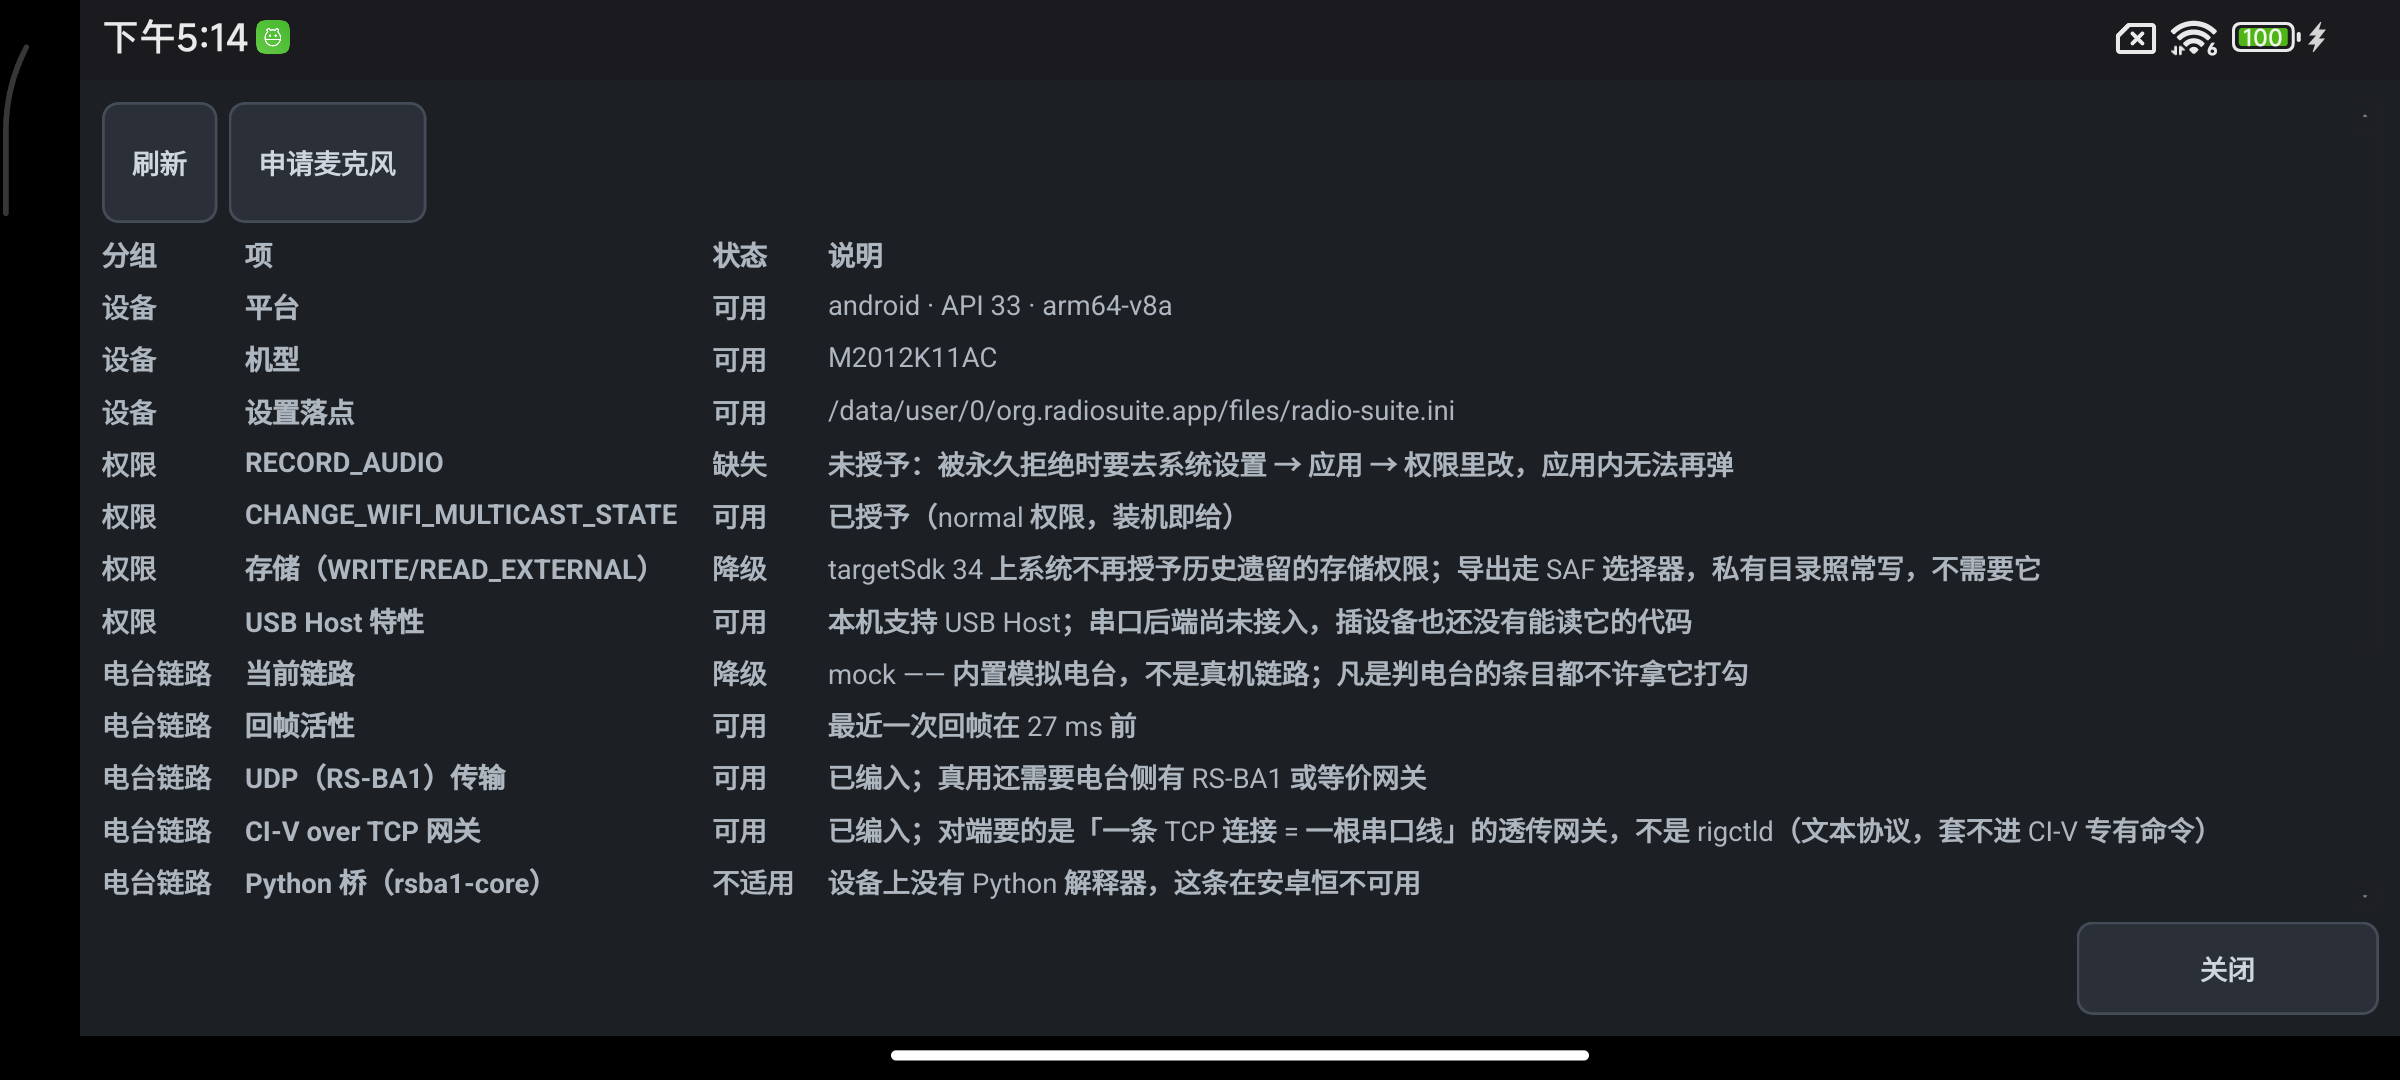 下午5:14
6
100
刷新 申请麦克风
分组 项 状态 说明
设备 平台 可用 android · API 33 · arm64-v8a
设备 机型 可用 M2012K11AC
设备 设置落点 可用 /data/user/0/org.radiosuite.app/files/radio-suite.ini
权限 RECORD_AUDIO 缺失 未授予：被永久拒绝时要去系统设置 → 应用 → 权限里改，应用内无法再弹
权限 CHANGE_WIFI_MULTICAST_STATE 可用 已授予（normal 权限，装机即给）
权限 存储（WRITE/READ_EXTERNAL） 降级 targetSdk 34 上系统不再授予历史遗留的存储权限；导出走 SAF 选择器，私有目录照常写，不需要它
权限 USB Host 特性 可用 本机支持 USB Host；串口后端尚未接入，插设备也还没有能读它的代码
电台链路 当前链路 降级 mock —— 内置模拟电台，不是真机链路；凡是判电台的条目都不许拿它打勾
电台链路 回帧活性 可用 最近一次回帧在 27 ms 前
电台链路 UDP（RS-BA1）传输 可用 已编入；真用还需要电台侧有 RS-BA1 或等价网关
电台链路 CI-V over TCP 网关 可用 已编入；对端要的是「一条 TCP 连接 = 一根串口线」的透传网关，不是 rigctld（文本协议，套不进 CI-V 专有命令）
电台链路 Python 桥（rsba1-core） 不适用 设备上没有 Python 解释器，这条在安卓恒不可用
关闭